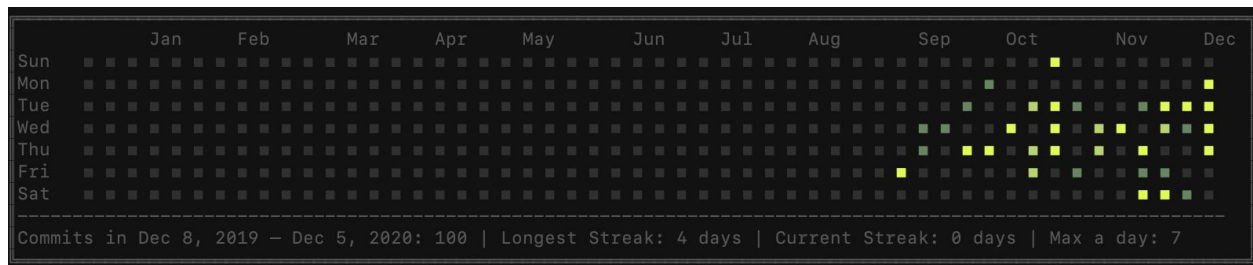 Jan Feb Mar Apr May Jun Jul Aug Sep Oct Nov Dec
Sun
Mon
Tue
Wed
Thu
Fri
Sat
Commits in Dec 8, 2019 – Dec 5, 2020: 100 | Longest Streak: 4 days | Current Streak: 0 days | Max a day: 7